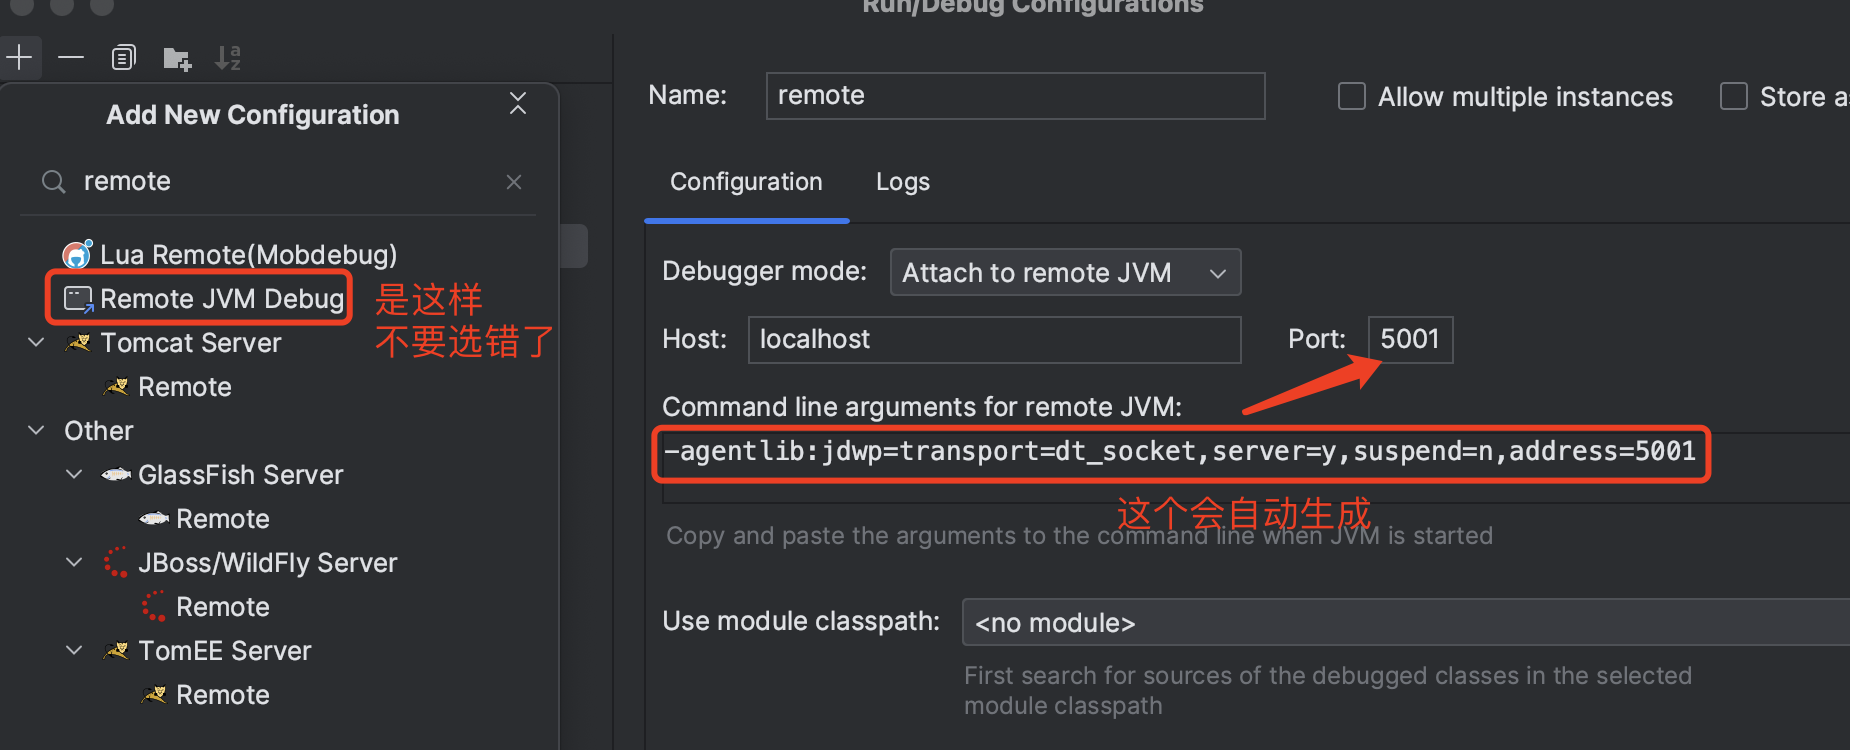 Run/Debug Configurations
Add New Configuration
remote
Lua Remote(Mobdebug)
Remote JVM Debug
是这样
不要选错了
Tomcat Server
Remote
Other
GlassFish Server
Remote
JBoss/WildFly Server
Remote
TomEE Server
Remote
Name:
remote
Allow multiple instances
Store as
Configuration
Logs
Debugger mode:
Attach to remote JVM
Host:
localhost
Port:
5001
Command line arguments for remote JVM:
-agentlib:jdwp=transport=dt_socket,server=y,suspend=n,address=5001
这个会自动生成
Copy and paste the arguments to the command line when JVM is started
Use module classpath:
<no module>
First search for sources of the debugged classes in the selected
module classpath